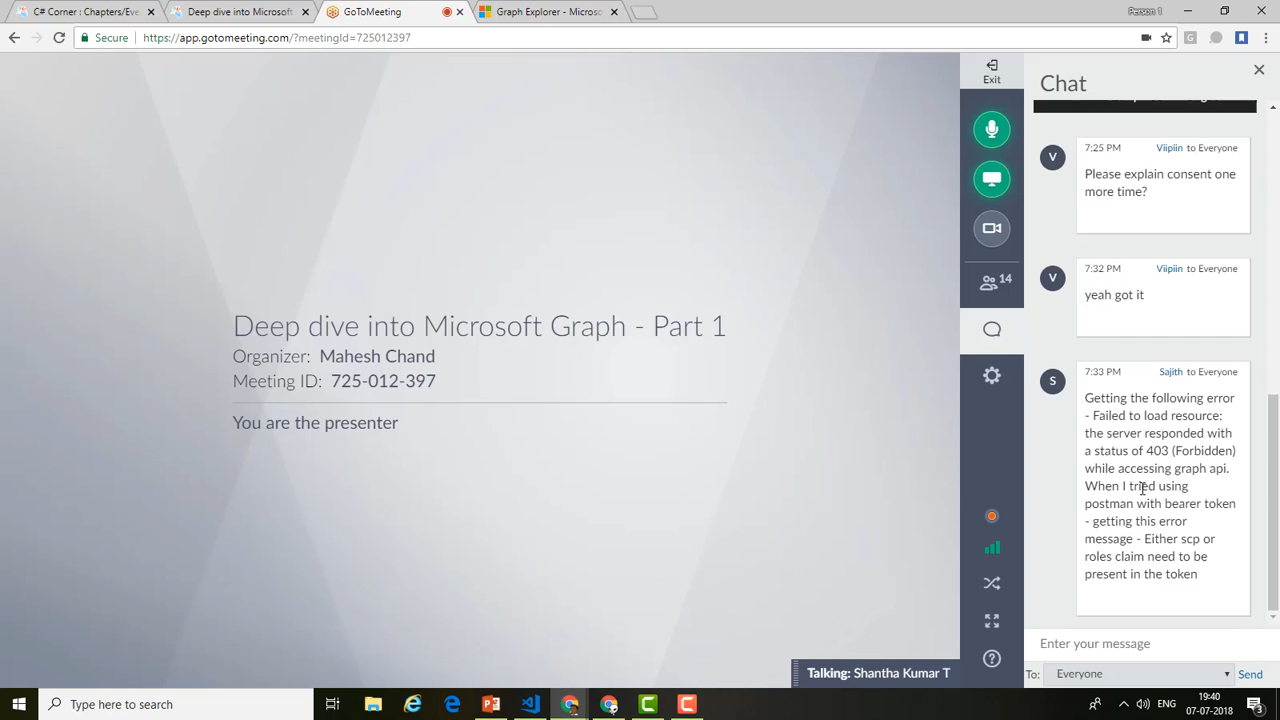 C# Corner : Chapters/Eve
Deep dive into Microsoft
GoToMeeting
Graph Explorer - Microso
Person 1
Secure
https://app.gotomeeting.com/?meetingId=725012397
Exit
Chat
7:25 PM Viipiin to Everyone
V
Please explain consent one
more time?
7:32 PM Viipiin to Everyone
V
yeah got it
14
Deep dive into Microsoft Graph - Part 1
Organizer: Mahesh Chand
Meeting ID: 725-012-397
You are the presenter
7:33 PM Sajith to Everyone
S
Getting the following error
- Failed to load resource:
the server responded with
a status of 403 (Forbidden)
while accessing graph api.
When I tried using
postman with bearer token
- getting this error
message - Either scp or
roles claim need to be
present in the token
Enter your message
To: Everyone Send
Talking: Shantha Kumar T
Type here to search
ENG
19:40
07-07-2018